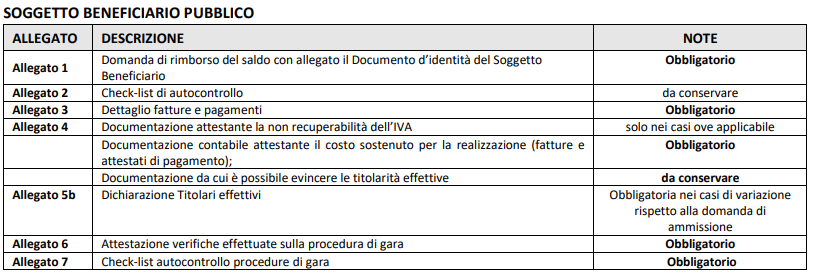 SOGGETTO BENEFICIARIO PUBBLICO
ALLEGATO DESCRIZIONE NOTE
Allegato 1 Domanda di rimborso del saldo con allegato il Documento d’identità del Soggetto Obbligatorio
Beneficiario
Allegato 2 Check-list di autocontrollo da conservare
Allegato 3 Dettaglio fatture e pagamenti Obbligatorio
Allegato 4 Documentazione attestante la non recuperabilità dell’IVA solo nei casi ove applicabile
Documentazione contabile attestante il costo sostenuto per la realizzazione (fatture e Obbligatorio
attestati di pagamento);
Documentazione da cui è possibile evincere le titolarità effettive da conservare
Allegato 5b Dichiarazione Titolari effettivi Obbligatoria nei casi di variazione
rispetto alla domanda di
ammissione
Allegato 6 Attestazione verifiche effettuate sulla procedura di gara Obbligatorio
Allegato 7 Check-list autocontrollo procedure di gara Obbligatorio